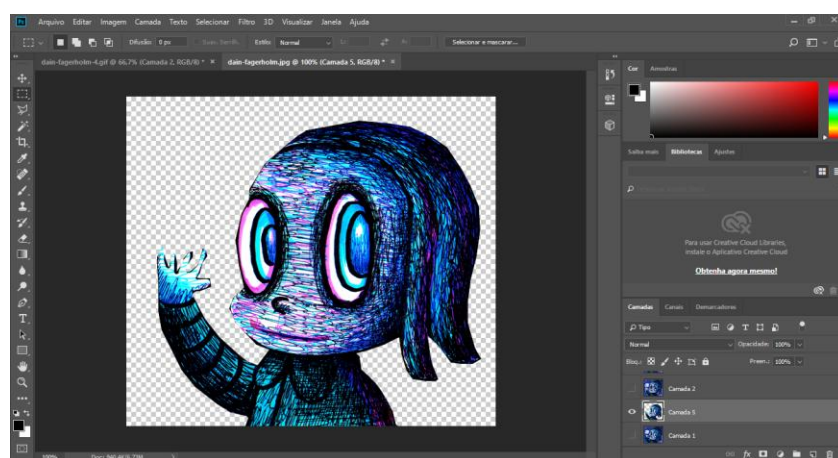 Ps Arquivo Editar Imagem Camada Texto Selecionar Filtro 3D Visualizar Janela Ajuda
Difusão: 0 px Estilo: Normal Selecionar e mascarar...
dain-fagerholm-4.gif @ 66,7% (Camada 2, RGB/8) * × dain-fagerholm.jpg @ 100% (Camada 5, RGB/8) * ×
Cor Amostras
Saiba mais Bibliotecas Ajustes
Para usar Creative Cloud Libraries,
instale o Aplicativo Creative Cloud
Obtenha agora mesmo!
Camadas Canais Demarcadores
Tipo
Normal Opacidade: 100%
Bloq.: Preen.: 100%
Camada 2
Camada 5
Camada 1
100%